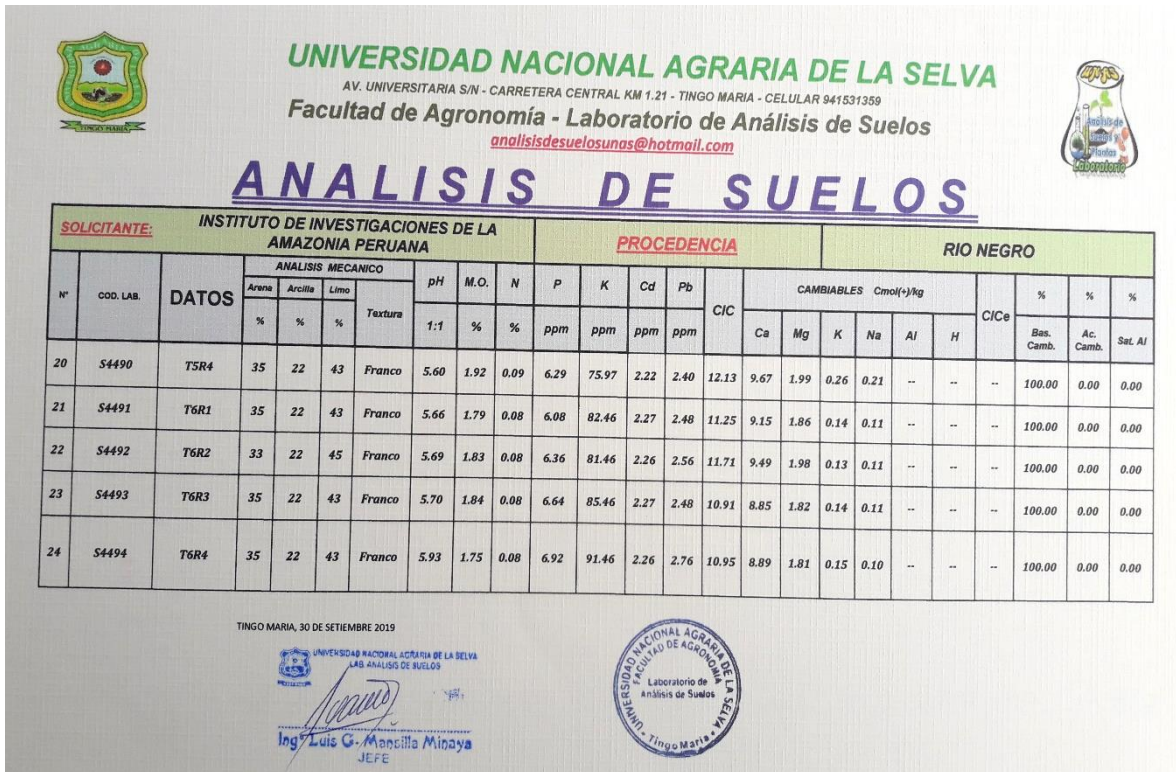 AGRARIA
TINGO MARIA
UNIVERSIDAD NACIONAL AGRARIA DE LA SELVA
AV. UNIVERSITARIA S/N - CARRETERA CENTRAL KM 1.21 - TINGO MARIA - CELULAR 941531359
Facultad de Agronomía - Laboratorio de Análisis de Suelos
analisisdesuelosunas@hotmail.com
UNAS
Análisis de
Suelos y
Plantas
Laboratorio
ANALISIS DE SUELOS
SOLICITANTE: INSTITUTO DE INVESTIGACIONES DE LA
AMAZONIA PERUANA
PROCEDENCIA
RIO NEGRO
N° COD. LAB. DATOS
ANALISIS MECANICO
Arena Arcilla Limo Textura
% % %
pH M.O. N P K Cd Pb
1:1 % % ppm ppm ppm ppm
CIC
CAMBIABLES Cmol(+)/kg
Ca Mg K Na Al H
CICe
% % %
Bas. Camb. Ac. Camb. Sat. Al
20 S4490 T5R4 35 22 43 Franco 5.60 1.92 0.09 6.29 75.97 2.22 2.40 12.13 9.67 1.99 0.26 0.21 -- -- -- 100.00 0.00 0.00
21 S4491 T6R1 35 22 43 Franco 5.66 1.79 0.08 6.08 82.46 2.27 2.48 11.25 9.15 1.86 0.14 0.11 -- -- -- 100.00 0.00 0.00
22 S4492 T6R2 33 22 45 Franco 5.69 1.83 0.08 6.36 81.46 2.26 2.56 11.71 9.49 1.98 0.13 0.11 -- -- -- 100.00 0.00 0.00
23 S4493 T6R3 35 22 43 Franco 5.70 1.84 0.08 6.64 85.46 2.27 2.48 10.91 8.85 1.82 0.14 0.11 -- -- -- 100.00 0.00 0.00
24 S4494 T6R4 35 22 43 Franco 5.93 1.75 0.08 6.92 91.46 2.26 2.76 10.95 8.89 1.81 0.15 0.10 -- -- -- 100.00 0.00 0.00
TINGO MARIA, 30 DE SETIEMBRE 2019
UNIVERSIDAD NACIONAL AGRARIA DE LA SELVA
LAB. ANALISIS DE SUELOS
Ing° Luis G. Mansilla Minaya
JEFE
UNIVERSIDAD NACIONAL AGRARIA DE LA SELVA
FACULTAD DE AGRONOMIA
Laboratorio de
Análisis de Suelos
Tingo Maria